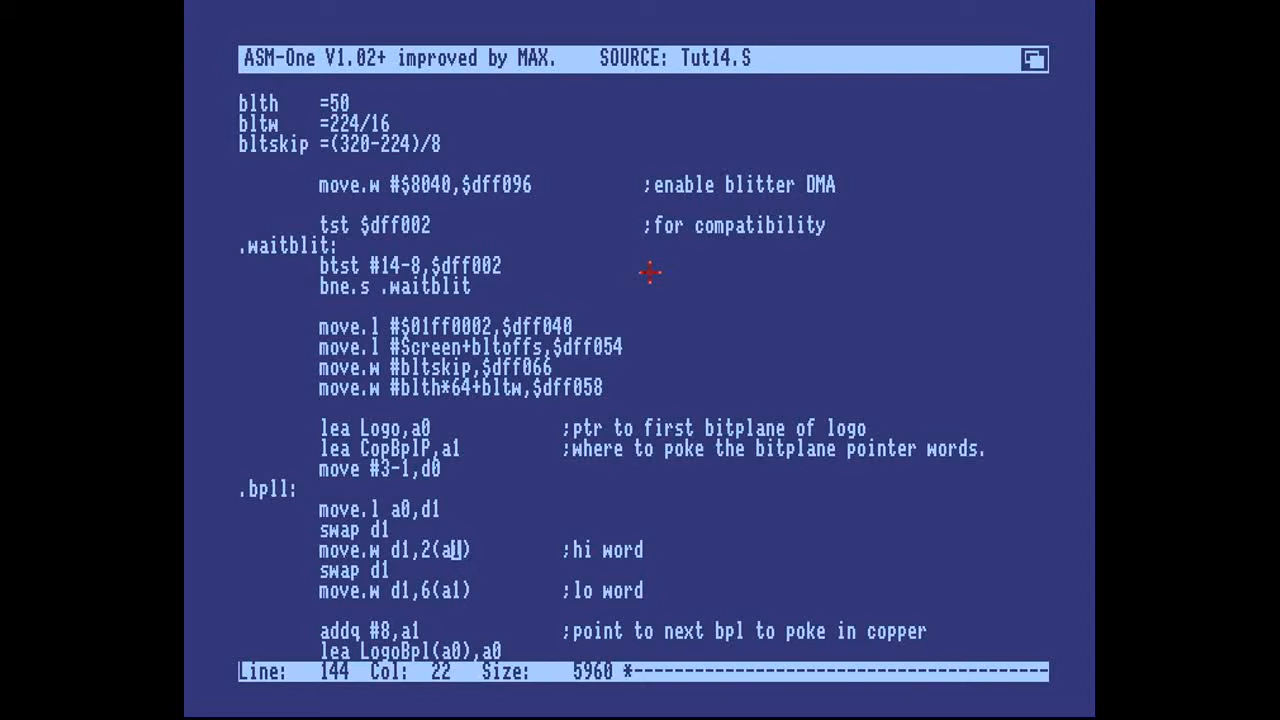 ASM-One V1.02+ improved by MAX. SOURCE: Tut14.S
blth =50
bltw =224/16
bltskip =(320-224)/8
move.w #$8040,$dff096 ;enable blitter DMA
tst $dff002 ;for compatibility
.waitblit:
btst #14-8,$dff002
bne.s .waitblit
move.l #$01ff0002,$dff040
move.l #Screen+bltoffs,$dff054
move.w #bltskip,$dff066
move.w #blth*64+bltw,$dff058
lea Logo,a0 ;ptr to first bitplane of logo
lea CopBplP,a1 ;where to poke the bitplane pointer words.
move #3-1,d0
.bpll:
move.l a0,d1
swap d1
move.w d1,2(a1) ;hi word
swap d1
move.w d1,6(a1) ;lo word
addq #8,a1 ;point to next bpl to poke in copper
lea LogoBpl(a0),a0
Line: 144 Col: 22 Size: 5960 *-----------------------------------------